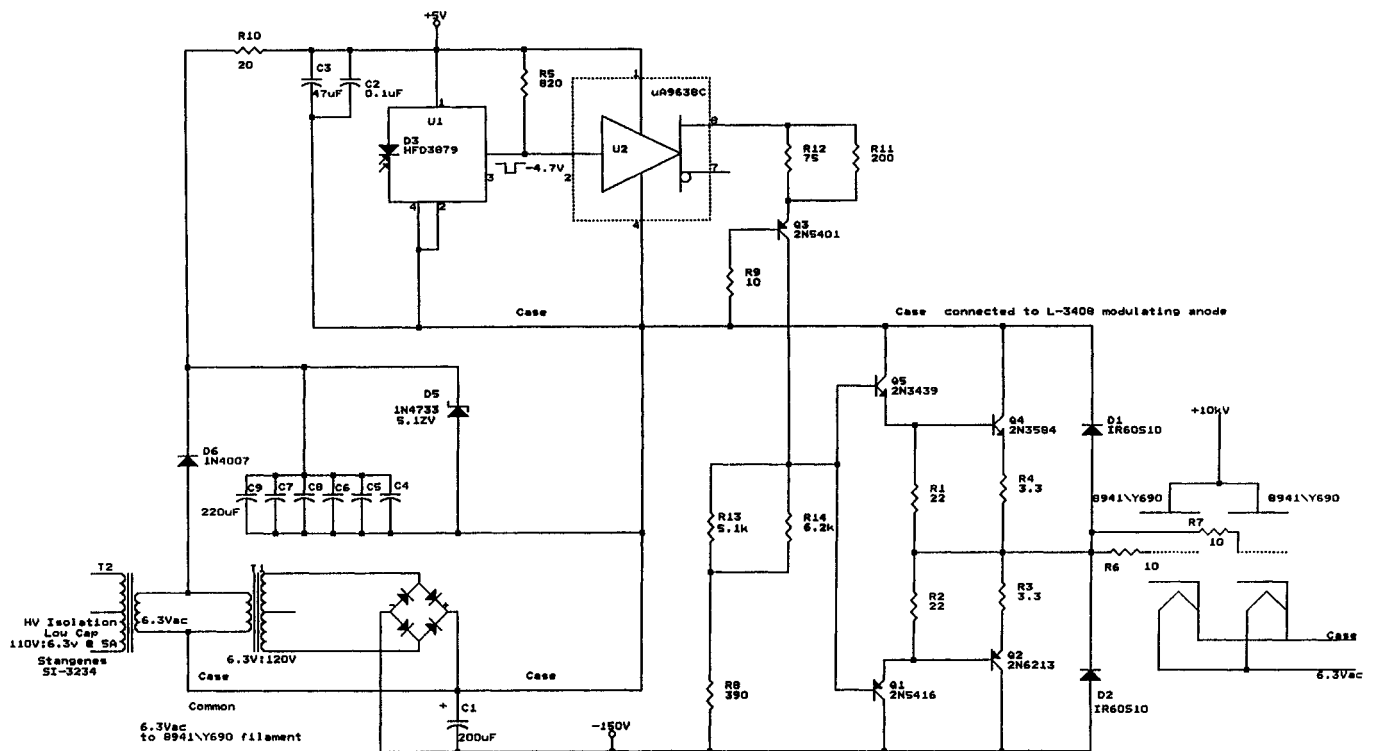 +5V
R10
20
C3
47uF
C2
0.1uF
R5
820
1
uA9638C
1
U1
D3
HFD3879
U2
8
R12
75
R11
200
3
-4.7V
2
7
4
2
4
Q3
2N5401
R9
10
Case
Case connected to L-3408 modulating anode
D5
1N4733
5.1ZV
Q5
2N3439
+10kV
Q4
2N3584
D1
IR60S10
D6
1N4007
C9
C7
C8
C6
C5
C4
220uF
R1
22
R4
3.3
8941\Y690
8941\Y690
R13
5.1k
R14
6.2k
R7
10
R6
10
T2
T1
R2
22
R3
3.3
HV Isolation
Low Cap
110V:6.3v @ 5A
Stangenes
SI-3234
6.3Vac
-
+
6.3V:120V
Case
Q2
2N6213
6.3Vac
Case
Case
R8
390
Q1
2N5416
D2
IR60S10
Common
+
C1
200uF
-150V
6.3Vac
to 8941\Y690 filament